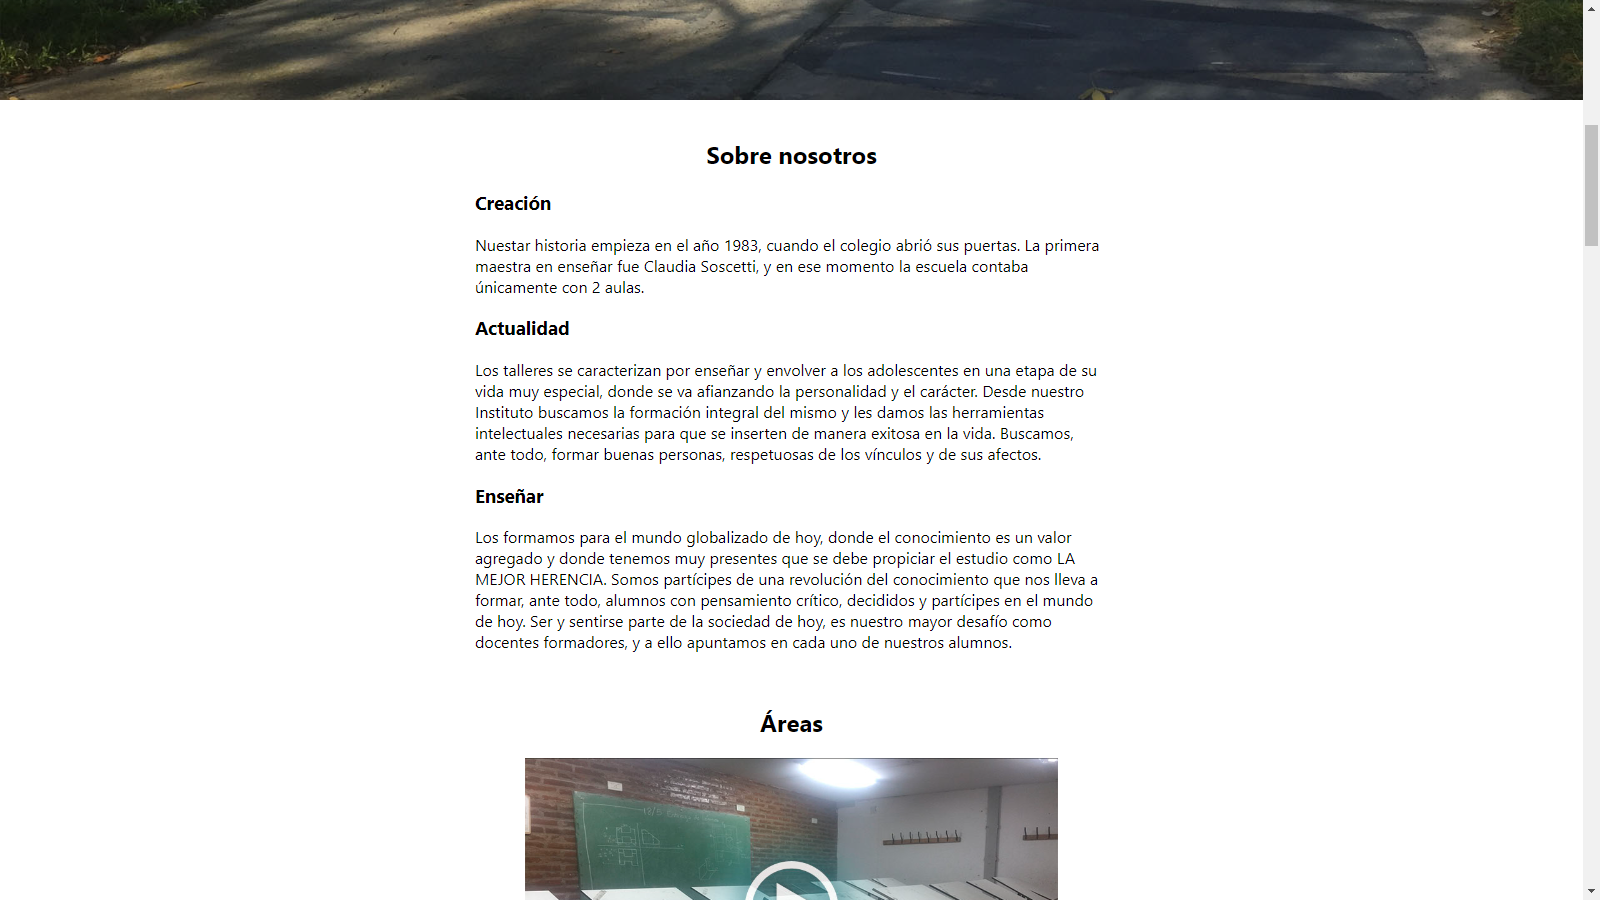 Sobre nosotros
Creación
Nuestar historia empieza en el año 1983, cuando el colegio abrió sus puertas. La primera
maestra en enseñar fue Claudia Soscetti, y en ese momento la escuela contaba
únicamente con 2 aulas.
Actualidad
Los talleres se caracterizan por enseñar y envolver a los adolescentes en una etapa de su
vida muy especial, donde se va afianzando la personalidad y el carácter. Desde nuestro
Instituto buscamos la formación integral del mismo y les damos las herramientas
intelectuales necesarias para que se inserten de manera exitosa en la vida. Buscamos,
ante todo, formar buenas personas, respetuosas de los vínculos y de sus afectos.
Enseñar
Los formamos para el mundo globalizado de hoy, donde el conocimiento es un valor
agregado y donde tenemos muy presentes que se debe propiciar el estudio como LA
MEJOR HERENCIA. Somos partícipes de una revolución del conocimiento que nos lleva a
formar, ante todo, alumnos con pensamiento crítico, decididos y partícipes en el mundo
de hoy. Ser y sentirse parte de la sociedad de hoy, es nuestro mayor desafío como
docentes formadores, y a ello apuntamos en cada uno de nuestros alumnos.
Áreas